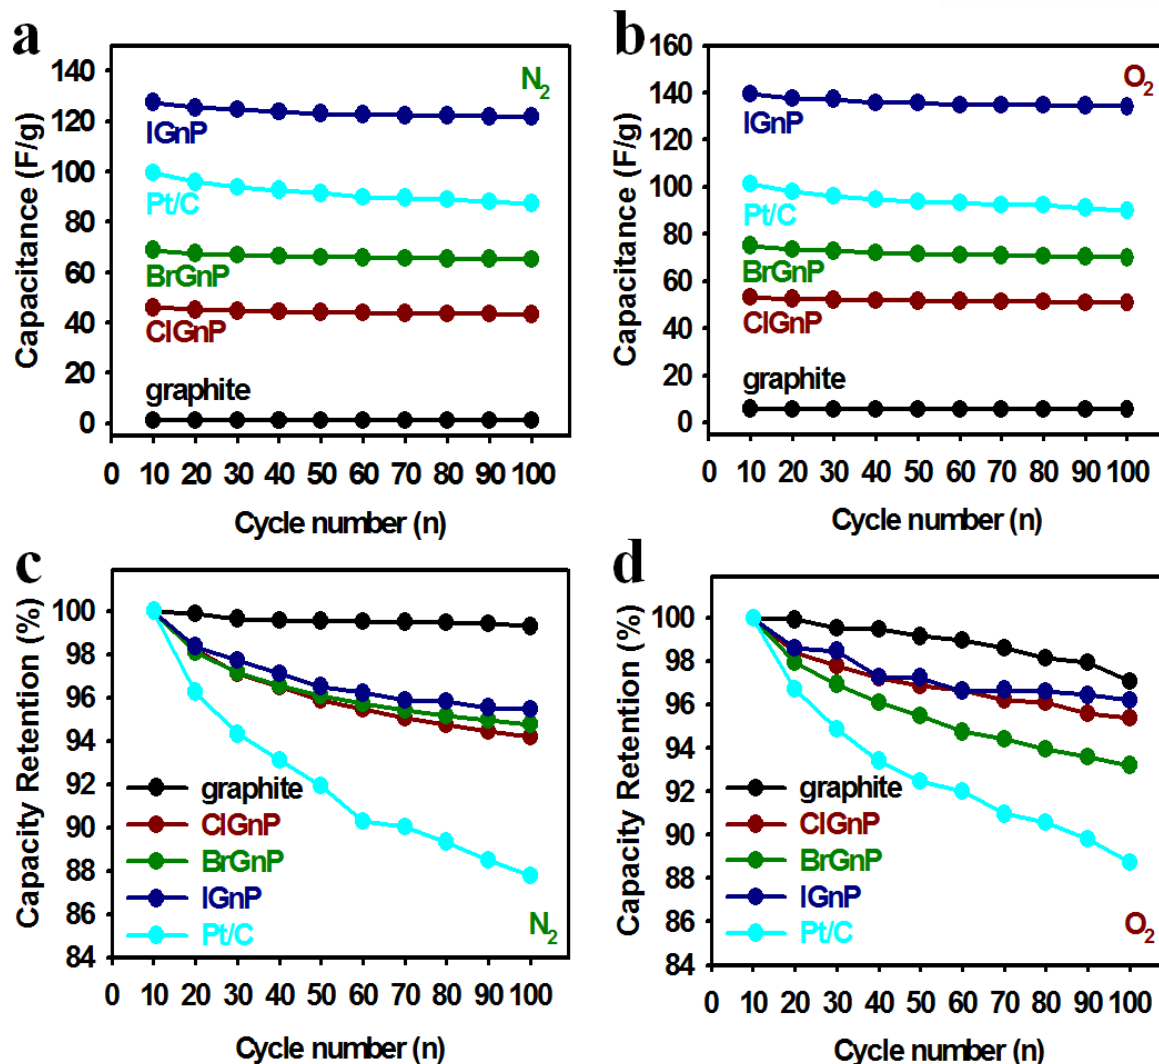 a
N2
Capacitance (F/g)
140
120
100
80
60
40
20
0
IGnP
Pt/C
BrGnP
ClGnP
graphite
0 10 20 30 40 50 60 70 80 90 100
Cycle number (n)
b
O2
Capacitance (F/g)
160
140
120
100
80
60
40
20
0
IGnP
Pt/C
BrGnP
ClGnP
graphite
0 10 20 30 40 50 60 70 80 90 100
Cycle number (n)
c
Capacity Retention (%)
100
98
96
94
92
90
88
86
84
graphite
ClGnP
BrGnP
IGnP
Pt/C
N2
0 10 20 30 40 50 60 70 80 90 100
Cycle number (n)
d
Capacity Retention (%)
100
98
96
94
92
90
88
86
84
graphite
ClGnP
BrGnP
IGnP
Pt/C
O2
0 10 20 30 40 50 60 70 80 90 100
Cycle number (n)